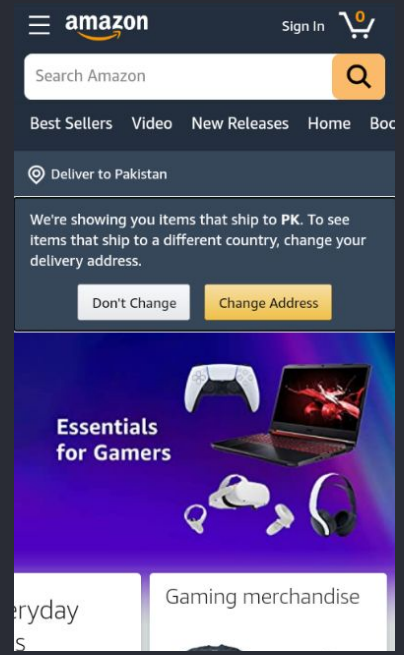 amazon
Sign In
0
Search Amazon
Best Sellers Video New Releases Home Boo
Deliver to Pakistan
We're showing you items that ship to PK. To see
items that ship to a different country, change your
delivery address.
Don't Change
Change Address
Essentials
for Gamers
eryday
s
Gaming merchandise